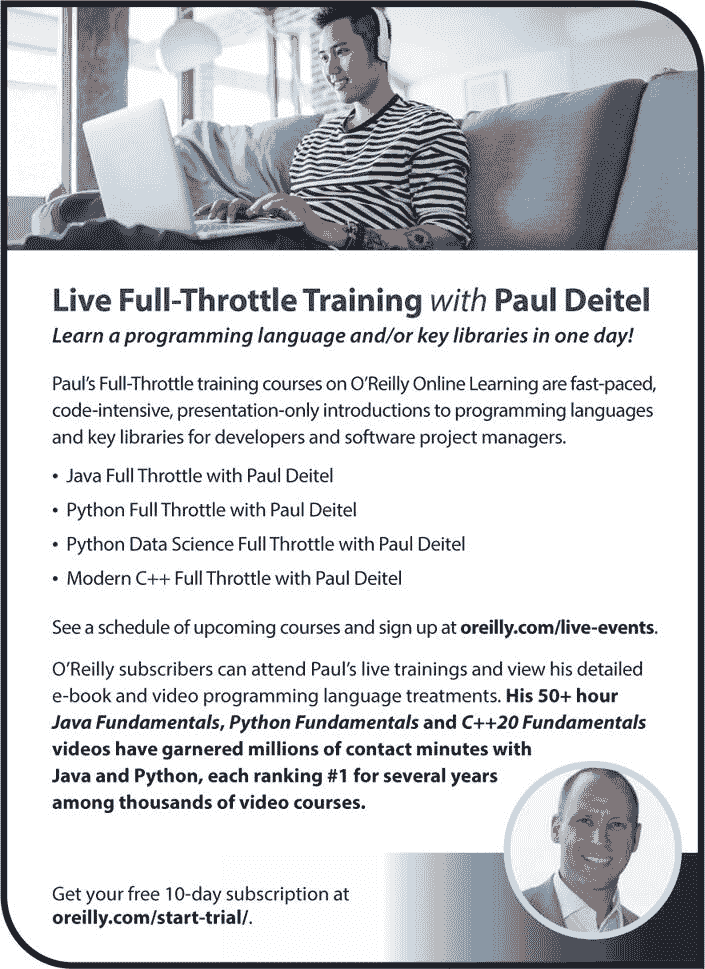 Live Full-Throttle Training with Paul Deitel
Learn a programming language and/or key libraries in one day!
Paul’s Full-Throttle training courses on O’Reilly Online Learning are fast-paced,
code-intensive, presentation-only introductions to programming languages
and key libraries for developers and software project managers.
• Java Full Throttle with Paul Deitel
• Python Full Throttle with Paul Deitel
• Python Data Science Full Throttle with Paul Deitel
• Modern C++ Full Throttle with Paul Deitel
See a schedule of upcoming courses and sign up at oreilly.com/live-events.
O’Reilly subscribers can attend Paul’s live trainings and view his detailed
e-book and video programming language treatments. His 50+ hour
Java Fundamentals, Python Fundamentals and C++20 Fundamentals
videos have garnered millions of contact minutes with
Java and Python, each ranking #1 for several years
among thousands of video courses.
Get your free 10-day subscription at
oreilly.com/start-trial/.